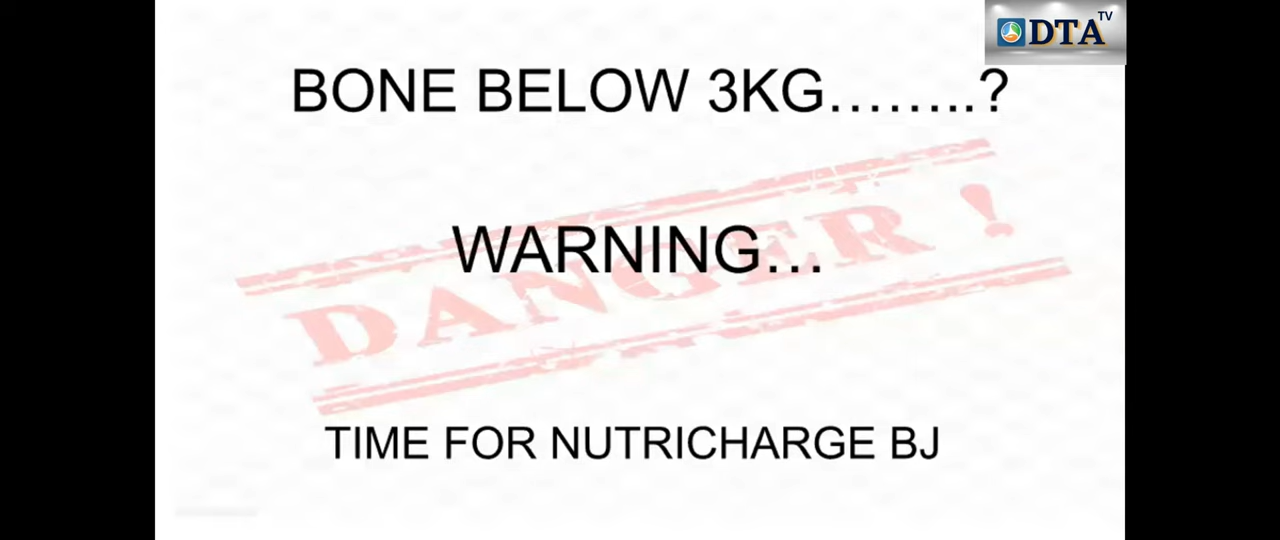 DTA TV
BONE BELOW 3KG……..?
WARNING…
DANGER !
TIME FOR NUTRICHARGE BJ